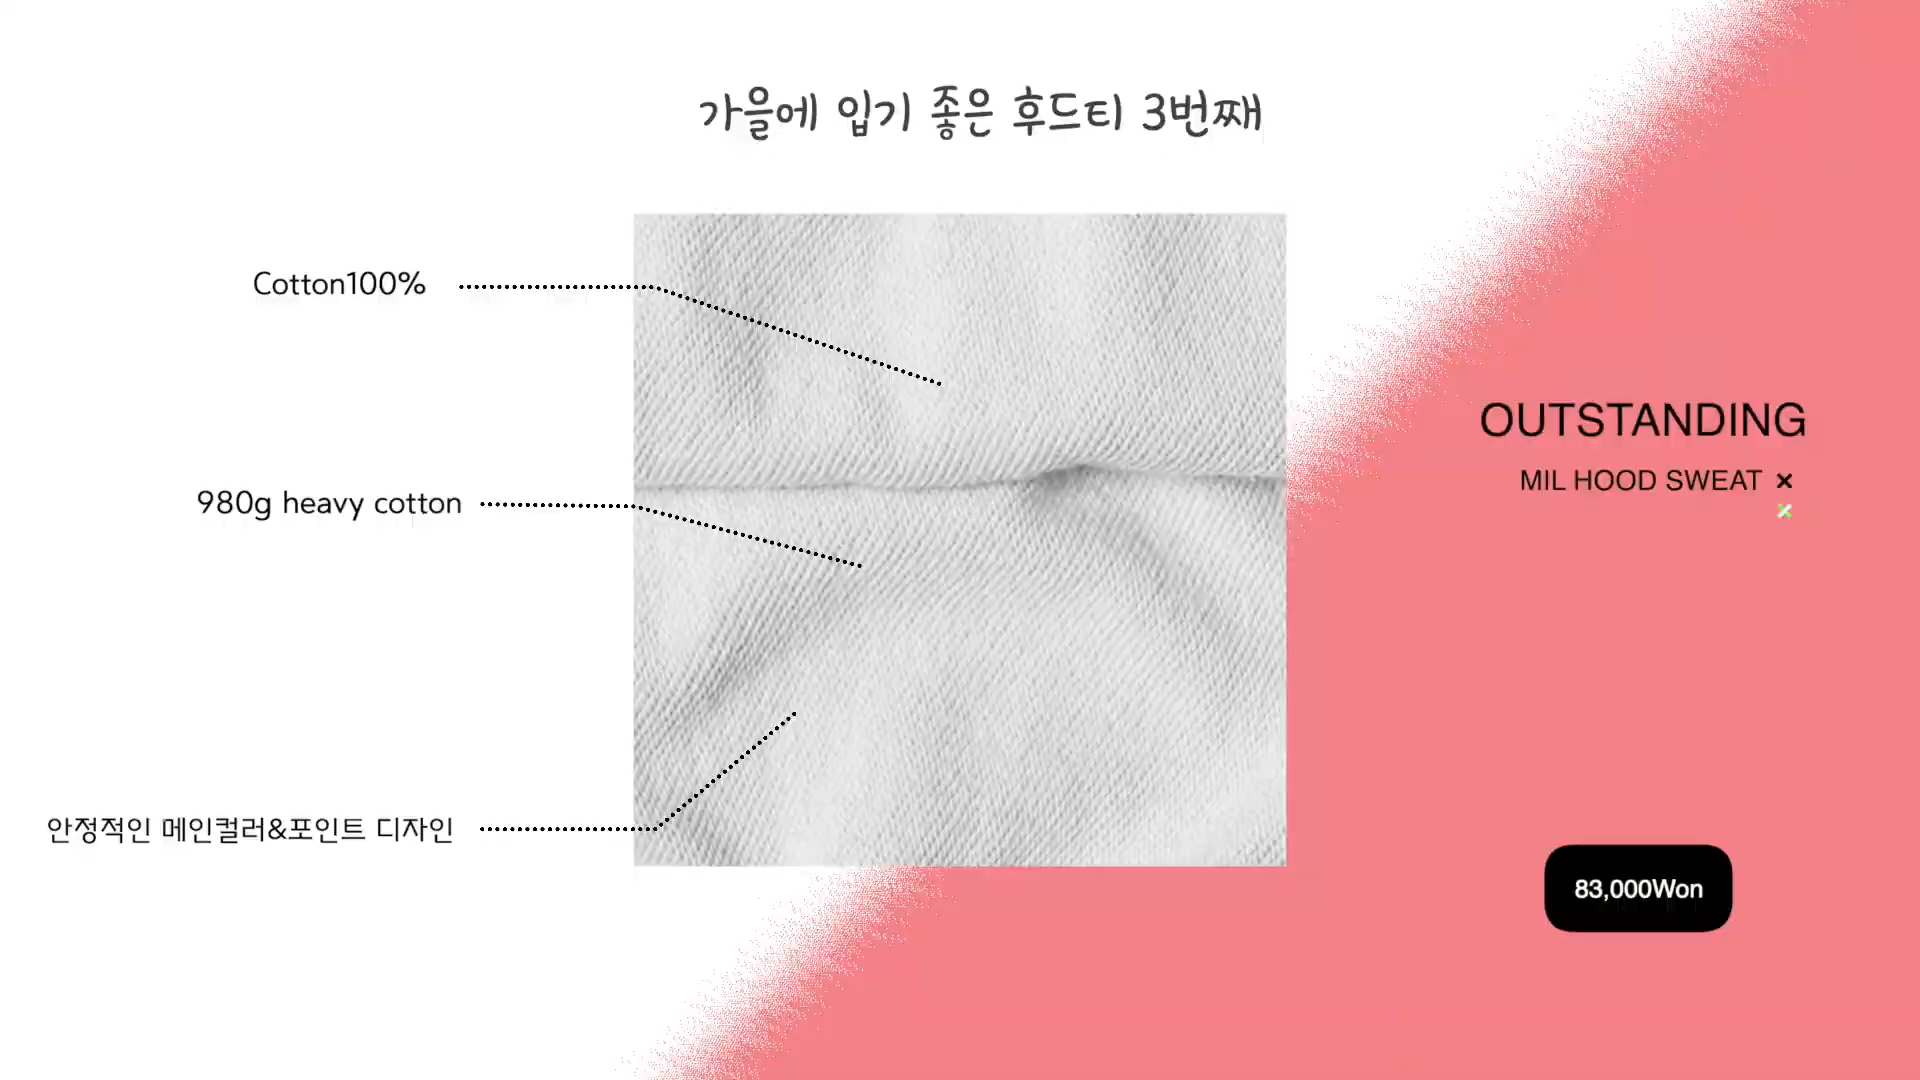 가을에 입기 좋은 후드티 3번째
Cotton100%
980g heavy cotton
안정적인 메인컬러&포인트 디자인
OUTSTANDING
MIL HOOD SWEAT
83,000Won